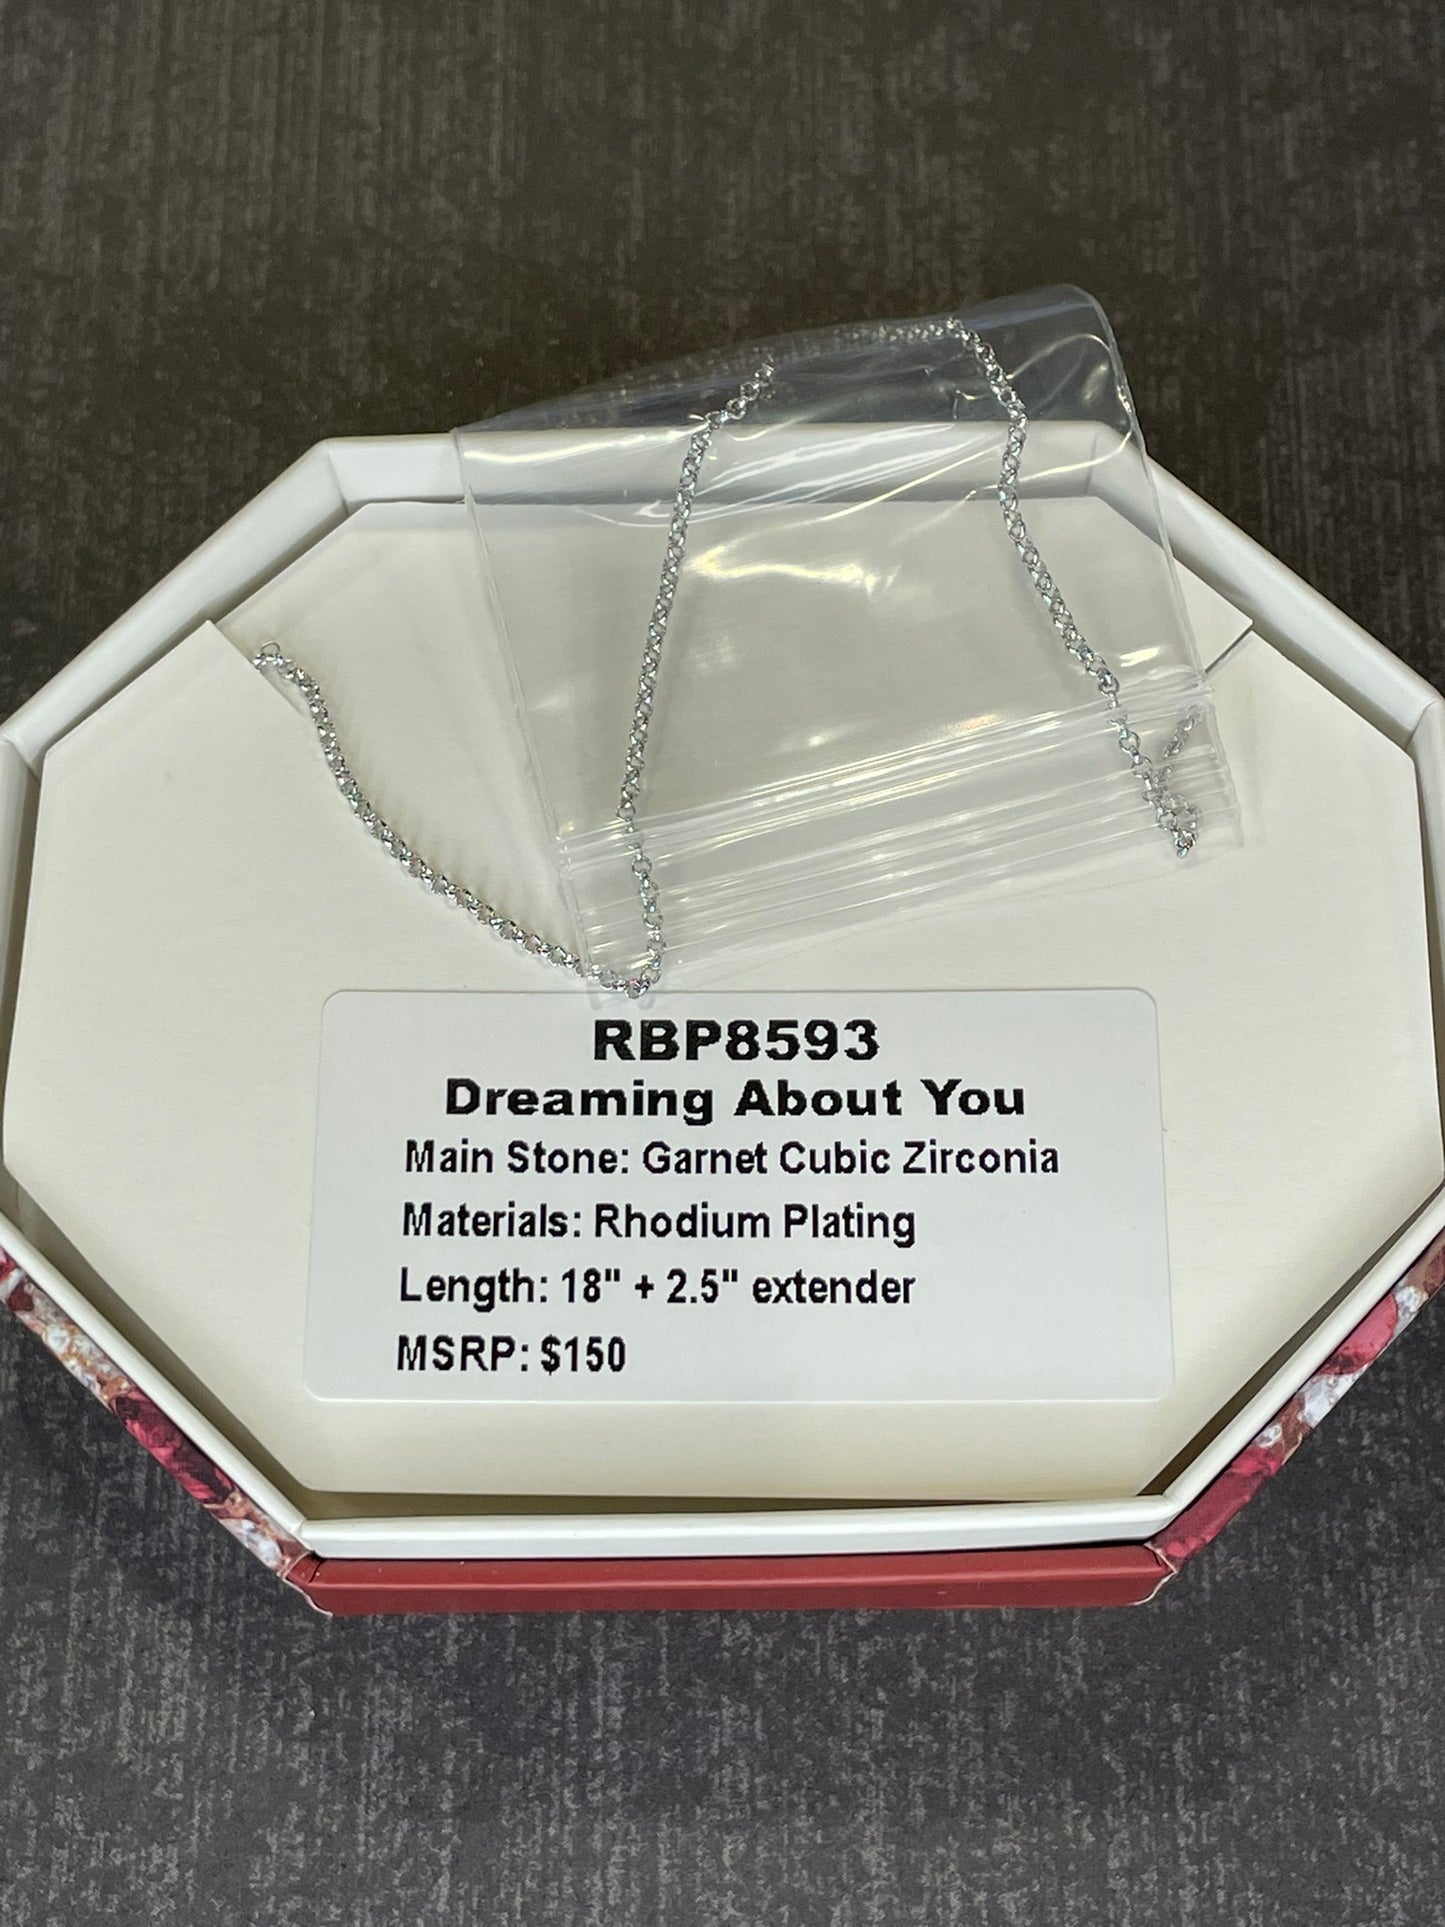 RBP8593
Dreaming About You
Main Stone: Garnet Cubic Zirconia
Materials: Rhodium Plating
Length: 18" + 2.5" extender
MSRP: $150